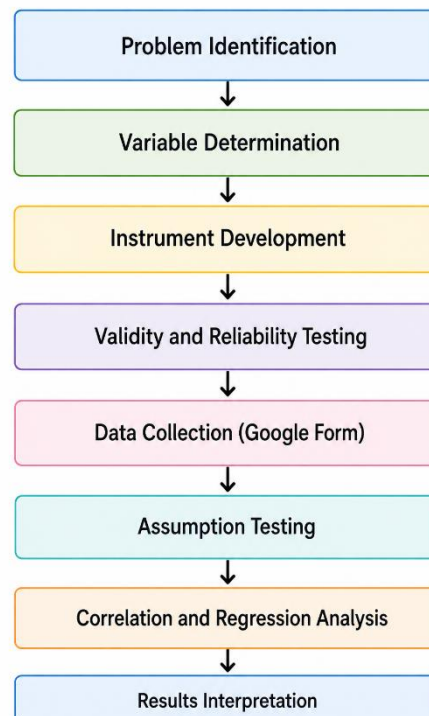 Problem Identification
Variable Determination
Instrument Development
Validity and Reliability Testing
Data Collection (Google Form)
Assumption Testing
Correlation and Regression Analysis
Results Interpretation